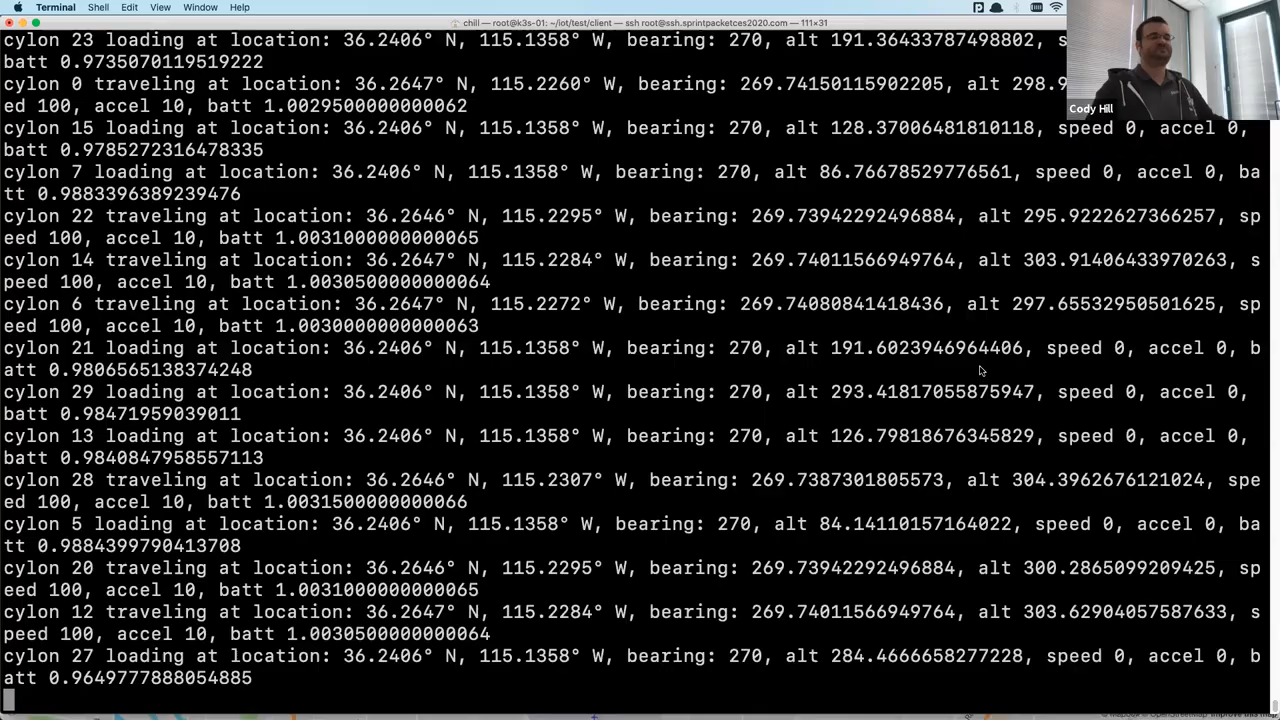 Terminal Shell Edit View Window Help
chill — root@k3s-01: ~/iot/test/client — ssh root@ssh.sprintpacketces2020.com — 111×31
cylon 23 loading at location: 36.2406° N, 115.1358° W, bearing: 270, alt 191.36433787498802, s
batt 0.9735070119519222
cylon 0 traveling at location: 36.2647° N, 115.2260° W, bearing: 269.74150115902205, alt 298.9
ed 100, accel 10, batt 1.0029500000000062
Cody Hill
cylon 15 loading at location: 36.2406° N, 115.1358° W, bearing: 270, alt 128.37006481810118, speed 0, accel 0,
batt 0.9785272316478335
cylon 7 loading at location: 36.2406° N, 115.1358° W, bearing: 270, alt 86.76678529776561, speed 0, accel 0, ba
tt 0.9883396389239476
cylon 22 traveling at location: 36.2646° N, 115.2295° W, bearing: 269.73942292496884, alt 295.9222627366257, sp
eed 100, accel 10, batt 1.0031000000000065
cylon 14 traveling at location: 36.2647° N, 115.2284° W, bearing: 269.74011566949764, alt 303.91406433970263, s
peed 100, accel 10, batt 1.0030500000000064
cylon 6 traveling at location: 36.2647° N, 115.2272° W, bearing: 269.74080841418436, alt 297.65532950501625, sp
eed 100, accel 10, batt 1.0030000000000063
cylon 21 loading at location: 36.2406° N, 115.1358° W, bearing: 270, alt 191.6023946964406, speed 0, accel 0, b
att 0.9806565138374248
cylon 29 loading at location: 36.2406° N, 115.1358° W, bearing: 270, alt 293.41817055875947, speed 0, accel 0,
batt 0.98471959039011
cylon 13 loading at location: 36.2406° N, 115.1358° W, bearing: 270, alt 126.79818676345829, speed 0, accel 0,
batt 0.9840847958557113
cylon 28 traveling at location: 36.2646° N, 115.2307° W, bearing: 269.7387301805573, alt 304.3962676121024, spe
ed 100, accel 10, batt 1.0031500000000066
cylon 5 loading at location: 36.2406° N, 115.1358° W, bearing: 270, alt 84.14110157164022, speed 0, accel 0, ba
tt 0.9884399790413708
cylon 20 traveling at location: 36.2646° N, 115.2295° W, bearing: 269.73942292496884, alt 300.2865099209425, sp
eed 100, accel 10, batt 1.0031000000000065
cylon 12 traveling at location: 36.2647° N, 115.2284° W, bearing: 269.74011566949764, alt 303.62904057587633, s
peed 100, accel 10, batt 1.0030500000000064
cylon 27 loading at location: 36.2406° N, 115.1358° W, bearing: 270, alt 284.4666658277228, speed 0, accel 0, b
att 0.9649777888054885